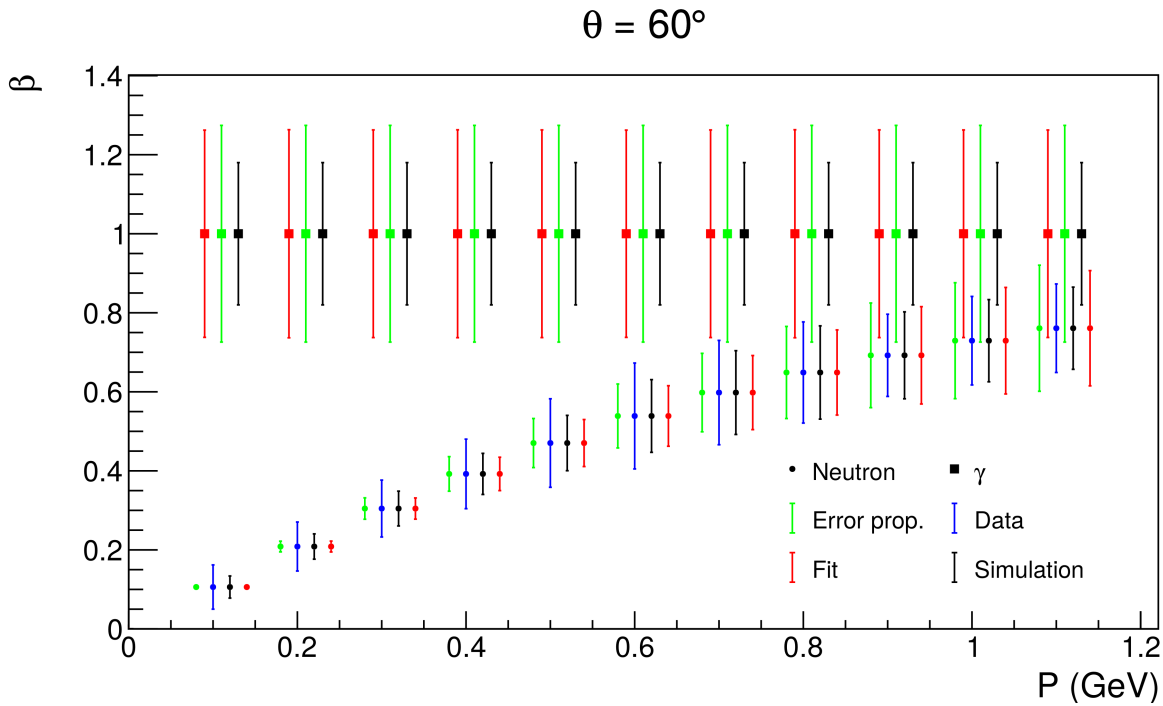 θ = 60°
β
1.4
1.2
1
0.8
0.6
0.4
0.2
0
0 0.2 0.4 0.6 0.8 1 1.2
Neutron γ
Error prop. Data
Fit Simulation
P (GeV)